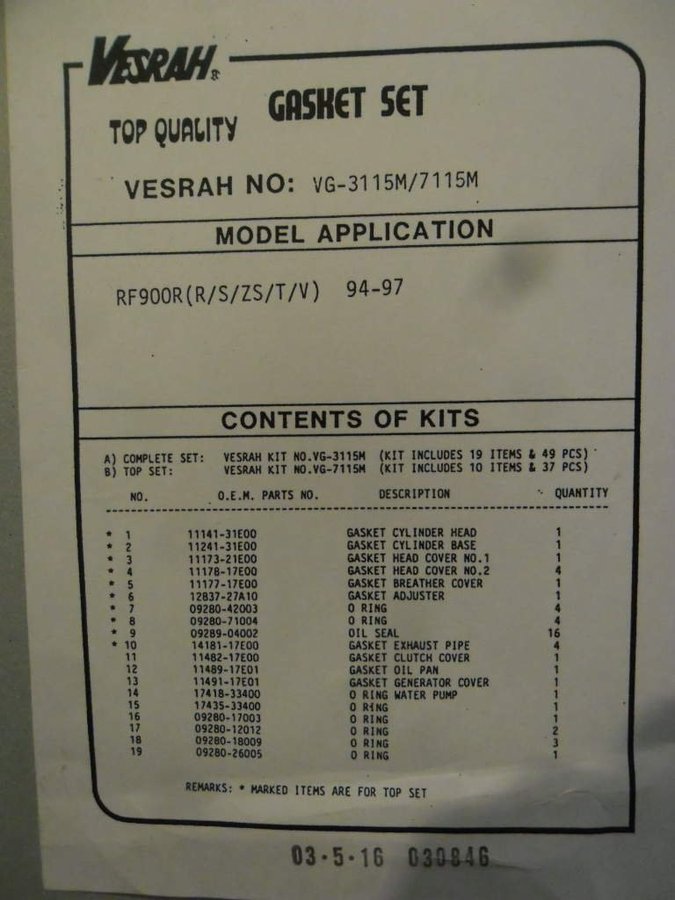 VESRAH®
GASKET SET
TOP QUALITY
VESRAH NO: VG-3115M/7115M
MODEL APPLICATION
RF900R(R/S/ZS/T/V) 94-97
CONTENTS OF KITS
A) COMPLETE SET: VESRAH KIT NO.VG-3115M (KIT INCLUDES 19 ITEMS & 49 PCS)
B) TOP SET: VESRAH KIT NO.VG-7115M (KIT INCLUDES 10 ITEMS & 37 PCS)
NO. O.E.M. PARTS NO. DESCRIPTION QUANTITY
* 1 11141-31E00 GASKET CYLINDER HEAD 1
* 2 11241-31E00 GASKET CYLINDER BASE 1
* 3 11173-21E00 GASKET HEAD COVER NO.1 1
* 4 11178-17E00 GASKET HEAD COVER NO.2 4
* 5 11177-17E00 GASKET BREATHER COVER 1
* 6 12837-27A10 GASKET ADJUSTER 1
* 7 09280-42003 O RING 4
* 8 09280-71004 O RING 4
* 9 09289-04002 OIL SEAL 16
* 10 14181-17E00 GASKET EXHAUST PIPE 4
11 11482-17E00 GASKET CLUTCH COVER 1
12 11489-17E01 GASKET OIL PAN 1
13 11491-17E01 GASKET GENERATOR COVER 1
14 17418-33400 O RING WATER PUMP 1
15 17435-33400 O RING 1
16 09280-17003 O RING 1
17 09280-12012 O RING 2
18 09280-18009 O RING 3
19 09280-26005 O RING 1
REMARKS: * MARKED ITEMS ARE FOR TOP SET
03·5·16 030846